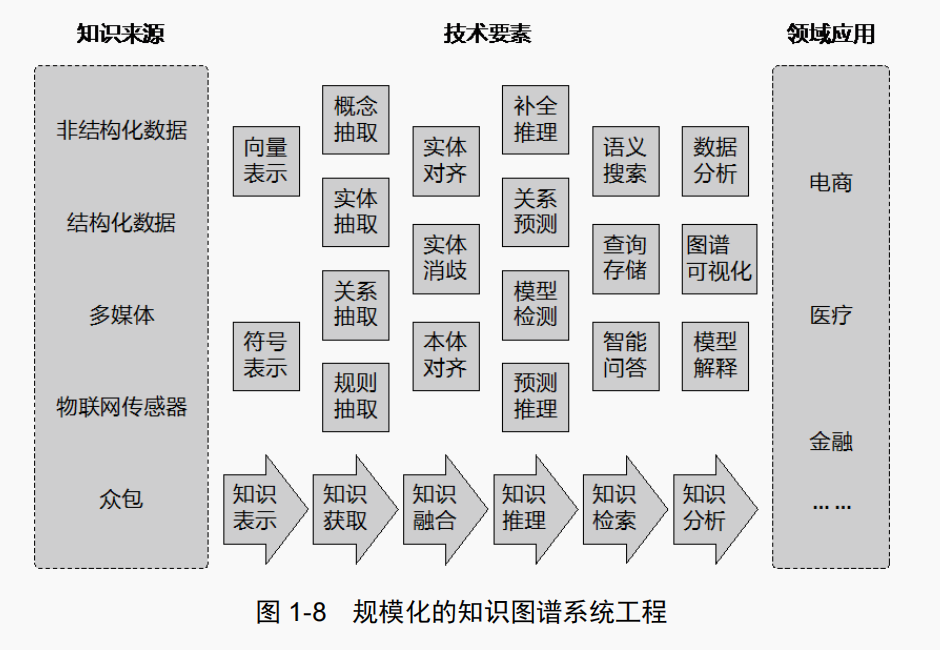 知识来源
技术要素
领域应用
非结构化数据
结构化数据
多媒体
物联网传感器
众包
向量
表示
符号
表示
概念
抽取
实体
抽取
关系
抽取
规则
抽取
实体
对齐
实体
消歧
本体
对齐
补全
推理
关系
预测
模型
检测
预测
推理
语义
搜索
查询
存储
智能
问答
数据
分析
图谱
可视化
模型
解释
知识
表示
知识
获取
知识
融合
知识
推理
知识
检索
知识
分析
电商
医疗
金融
... ...
图 1-8 规模化的知识图谱系统工程